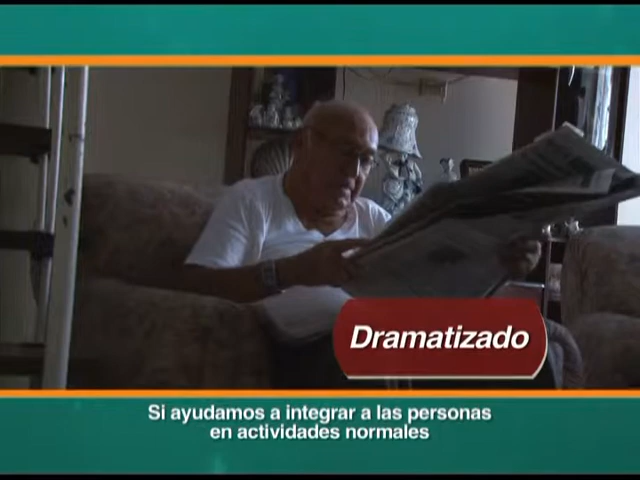 Dramatizado
Si ayudamos a integrar a las personas
en actividades normales